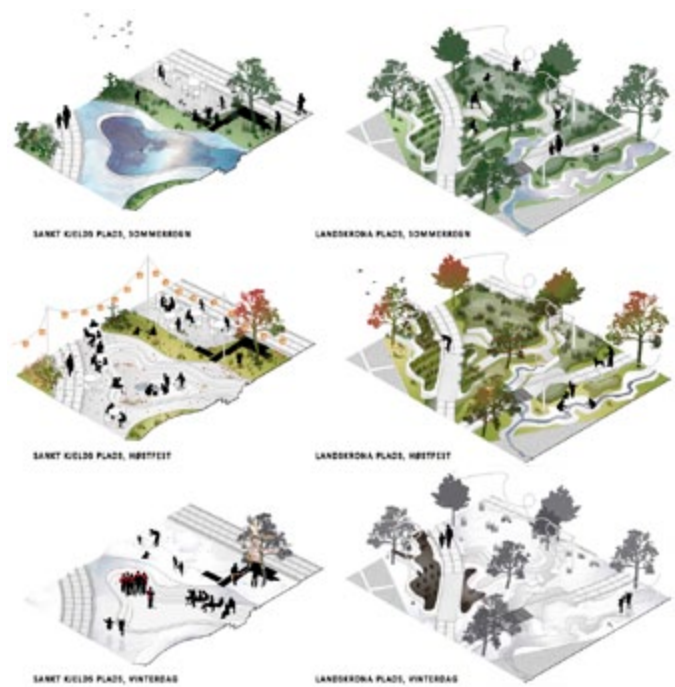 SANKT KJELDS PLADS, SOMMERREGN
LANDSKRONA PLADS, SOMMERREGN
SANKT KJELDS PLADS, HØSTFEST
LANDSKRONA PLADS, HØSTFEST
SANKT KJELDS PLADS, VINTERDAG
LANDSKRONA PLADS, VINTERDAG